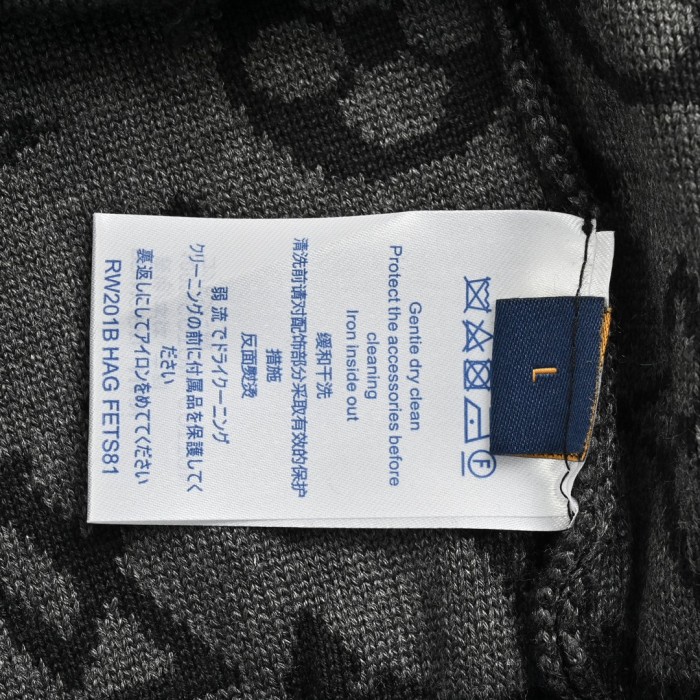 L
Gentie dry clean
Protect the accessories before
cleaning
Iron Inside out
缓和干洗
清洗前请对配饰部分采取有效的保护
措施
反面熨烫
弱 流 でドライクーニング
クリーニングの前に付属品を保護してく
ださい
裏返しにしてアイロンをめててください
RW201B HAG FETS81